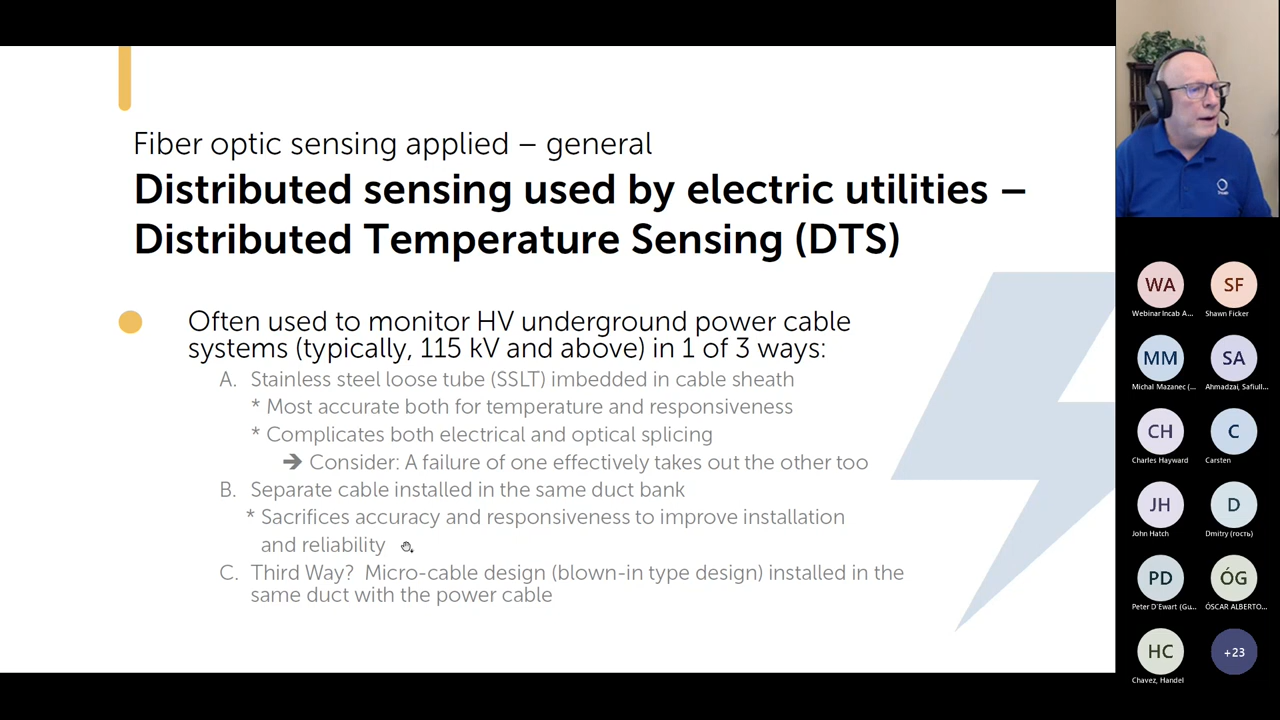 Fiber optic sensing applied – general
Distributed sensing used by electric utilities –
Distributed Temperature Sensing (DTS)
Often used to monitor HV underground power cable
systems (typically, 115 kV and above) in 1 of 3 ways:
A. Stainless steel loose tube (SSLT) imbedded in cable sheath
* Most accurate both for temperature and responsiveness
* Complicates both electrical and optical splicing
➔ Consider: A failure of one effectively takes out the other too
B. Separate cable installed in the same duct bank
* Sacrifices accuracy and responsiveness to improve installation
and reliability
C. Third Way? Micro-cable design (blown-in type design) installed in the
same duct with the power cable
WA
Webinar Incab A...
SF
Shawn Ficker
MM
Michal Mazanec (...
SA
Ahmadzai, Safiull...
CH
Charles Hayward
C
Carsten
JH
John Hatch
D
Dmitry (гость)
PD
Peter D'Ewart (Gu...
ÓG
ÓSCAR ALBERTO...
HC
Chavez, Handel
+23